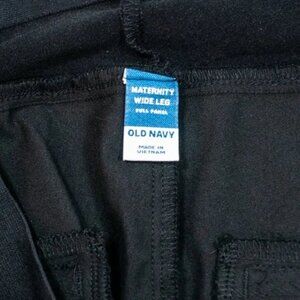 MATERNITY
WIDE LEG
FULL PANEL
OLD NAVY
MADE IN
VIETNAM